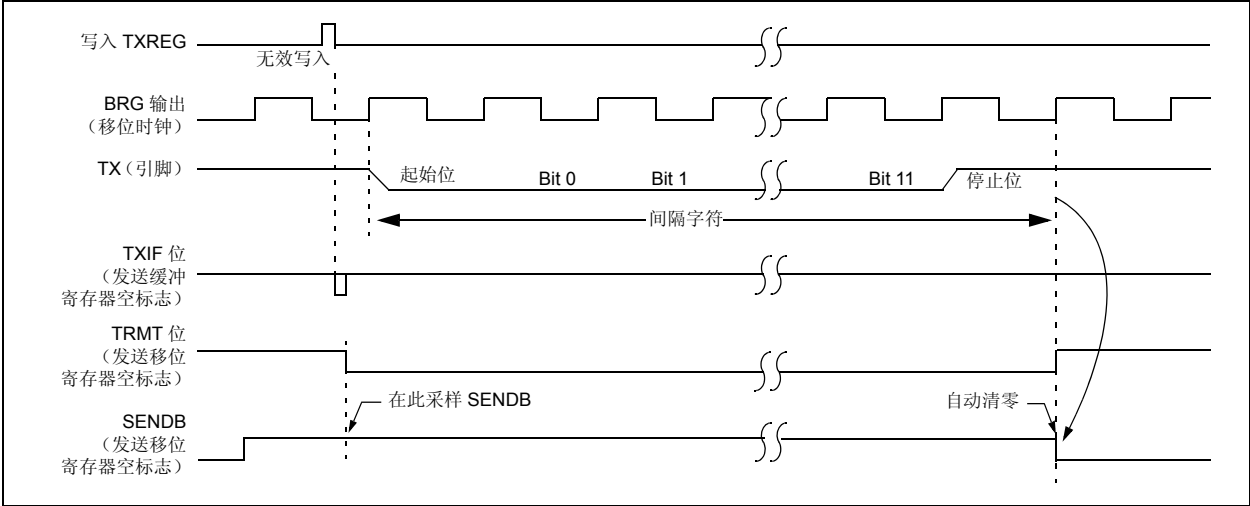 写入 TXREG
无效写入
BRG 输出
（移位时钟）
TX（引脚）
起始位
Bit 0
Bit 1
Bit 11
停止位
间隔字符
TXIF 位
（发送缓冲
寄存器空标志）
TRMT 位
（发送移位
寄存器空标志）
在此采样 SENDB
自动清零
SENDB
（发送移位
寄存器空标志）